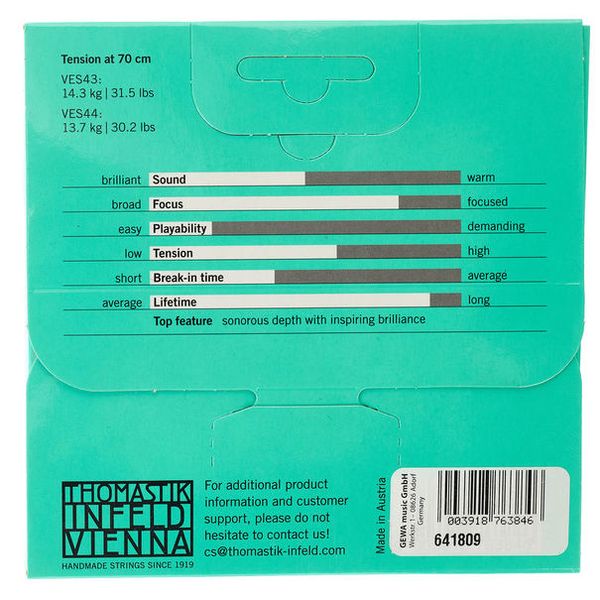 Tension at 70 cm
VES43:
14.3 kg | 31.5 lbs
VES44:
13.7 kg | 30.2 lbs
brilliant Sound warm
broad Focus focused
easy Playability demanding
low Tension high
short Break-in time average
average Lifetime long
Top feature sonorous depth with inspiring brilliance
THOMASTIK
INFELD
VIENNA
HANDMADE STRINGS SINCE 1919
For additional product
information and customer
support, please do not
hesitate to contact us!
cs@thomastik-infeld.com
Made in Austria
GEWA music GmbH
Werkstr. 1 - 08626 Adorf
Germany
003918 763846
641809